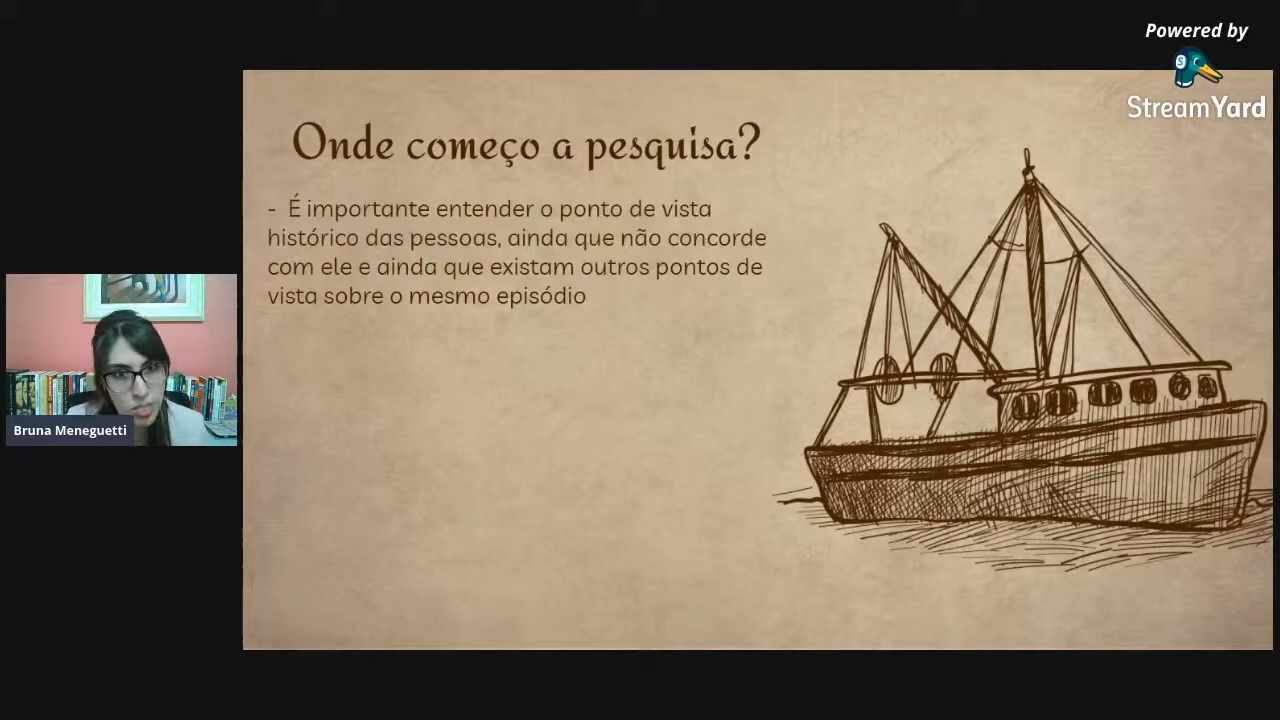 Powered by
StreamYard
Onde começo a pesquisa?
- É importante entender o ponto de vista
histórico das pessoas, ainda que não concorde
com ele e ainda que existam outros pontos de
vista sobre o mesmo episódio
Bruna Meneguetti